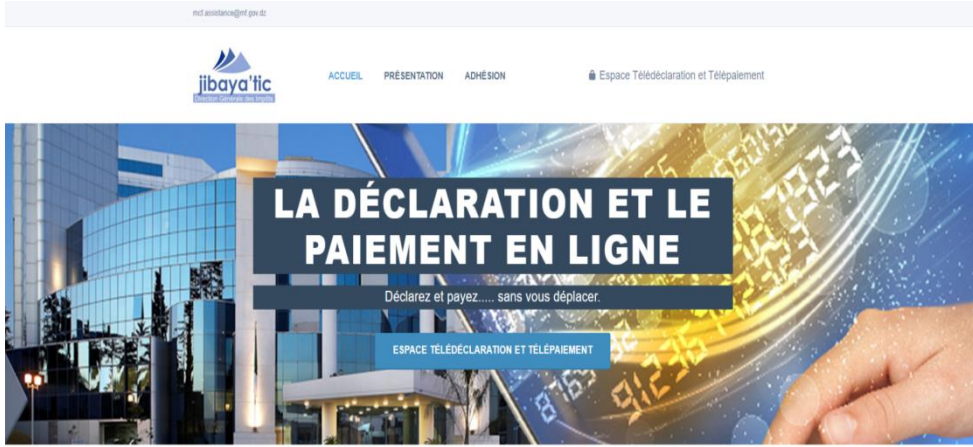 mcf.assistance@mf.gov.dz
jibaya'tic
Direction Générale des Impôts
ACCUEIL PRÉSENTATION ADHÉSION Espace Télédéclaration et Télépaiement
LA DÉCLARATION ET LE
PAIEMENT EN LIGNE
Déclarez et payez..... sans vous déplacer.
ESPACE TÉLÉDÉCLARATION ET TÉLÉPAIEMENT